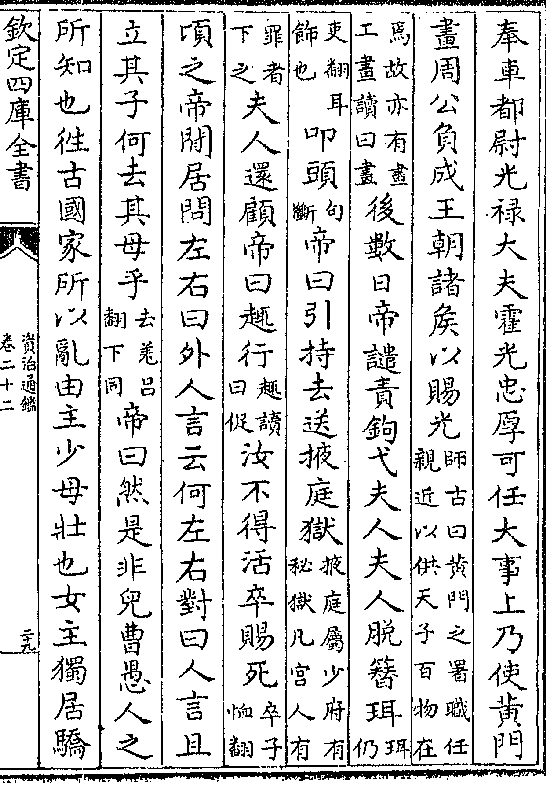 奉車都尉光禄大夫霍光忠厚可任大事上乃使黄門
畫周公負成王朝諸矦以賜光師古曰黄門之署職任親近以供天子百物在
焉故亦有畫工畫讀曰畫後數日帝譴責鉤弋夫人夫人脱簪珥珥仍
吏翻耳飾也叩頭句斷帝曰引持去送掖庭獄掖庭屬少府有秘獄凡宮人有
罪者下之夫人還顧帝曰趣行趣讀曰促汝不得活卒賜死卒子恤翻
頃之帝閒居問左右曰外人言云何左右對曰人言且
立其子何去其母乎去羌呂翻下同帝曰然是非兒曹愚人之
所知也徃古國家所以亂由主少母壯也女主獨居驕
欽定四庫全書
資治通鑑
卷二十二